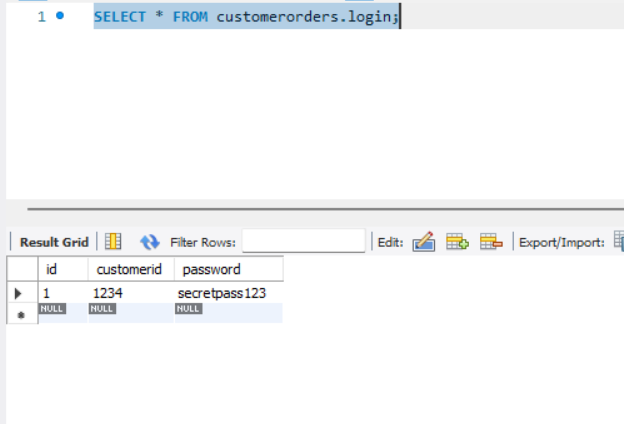 1 SELECT * FROM customerorders.login;
Result Grid Filter Rows: Edit: Export/Import:
id customerid password
1 1234 secretpass123
NULL NULL NULL